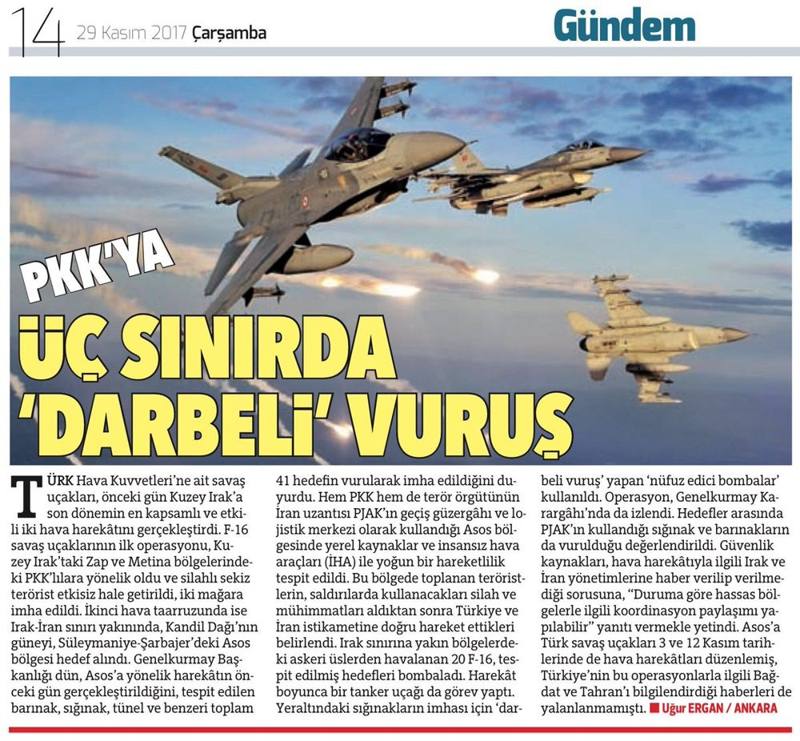 14 29 Kasım 2017 Çarşamba
Gündem
PKK'YA
ÜÇ SINIRDA
'DARBELİ' VURUŞ
TÜRK Hava Kuvvetleri'ne ait savaş
uçakları, önceki gün Kuzey Irak'a
son dönemin en kapsamlı ve etki-
li iki hava harekâtını gerçekleştirdi. F-16
savaş uçaklarının ilk operasyonu, Ku-
zey Irak'taki Zap ve Metina bölgelerinde-
ki PKK'lılara yönelik oldu ve silahlı sekiz
terörist etkisiz hale getirildi, iki mağara
imha edildi. İkinci hava taarruzunda ise
Irak-İran sınırı yakınında, Kandil Dağı'nın
güneyi, Süleymaniye-Şarbajer'deki Asos
bölgesi hedef alındı. Genelkurmay Baş-
kanlığı dün, Asos'a yönelik harekâtın ön-
ceki gün gerçekleştirildiğini, tespit edilen
barınak, sığınak, tünel ve benzeri toplam
41 hedefin vurularak imha edildiğini du-
yurdu. Hem PKK hem de terör örgütünün
İran uzantısı PJAK'ın geçiş güzergâhı ve lo-
jistik merkezi olarak kullandığı Asos böl-
gesinde yerel kaynaklar ve insansız hava
araçları (İHA) ile yoğun bir hareketlilik
tespit edildi. Bu bölgede toplanan terörist-
lerin, saldırılarda kullanacakları silah ve
mühimmatları aldıktan sonra Türkiye ve
İran istikametine doğru hareket ettikleri
belirlendi. Irak sınırına yakın bölgelerde-
ki askeri üslerden havalanan 20 F-16, tes-
pit edilmiş hedefleri bombaladı. Harekât
boyunca bir tanker uçağı da görev yaptı.
Yeraltındaki sığınakların imhası için 'dar-
beli vuruş' yapan 'nüfuz edici bombalar'
kullanıldı. Operasyon, Genelkurmay Ka-
rargâhı'nda da izlendi. Hedefler arasında
PJAK'ın kullandığı sığınak ve barınakların
da vurulduğu değerlendirildi. Güvenlik
kaynakları, hava harekâtıyla ilgili Irak ve
İran yönetimlerine haber verilip verilme-
diği sorusuna, "Duruma göre hassas böl-
gelerle ilgili koordinasyon paylaşımı ya-
pılabilir" yanıtı vermekle yetindi. Asos'a
Türk savaş uçakları 3 ve 12 Kasım tarih-
lerinde de hava harekâtları düzenlemiş,
Türkiye'nin bu operasyonlarla ilgili Bağ-
dat ve Tahran'ı bilgilendirdiği haberleri de
yalanlanmamıştı. ■ Uğur ERGAN / ANKARA